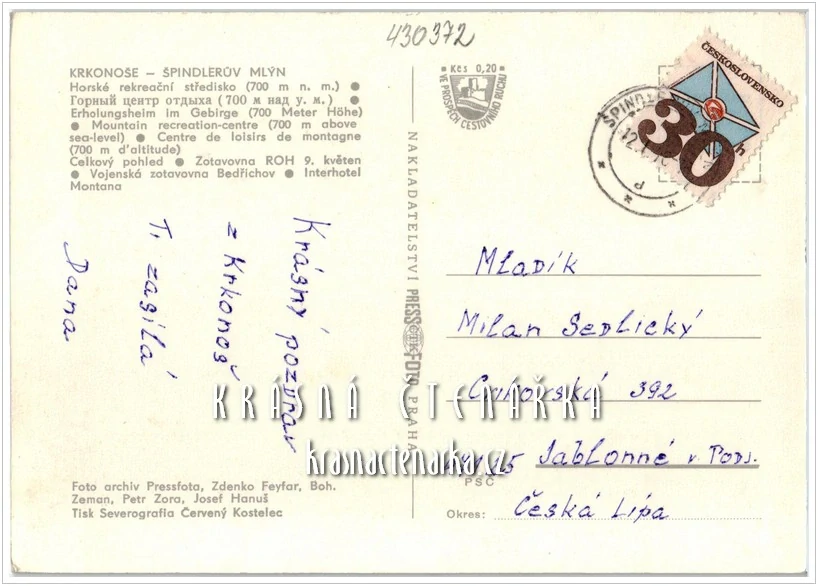 430372
KRKONOŠE – ŠPINDLERŮV MLÝN
Horské rekreační středisko (700 m n. m.) ●
Горный центр отдыха (700 м над у. м.) ●
Erholungsheim im Gebirge (700 Meter Höhe)
● Mountain recreation-centre (700 m above
sea-level) ● Centre de loisirs de montagne
(700 m d'altitude)
Celkový pohled ● Zotavovna ROH 9. květen
● Vojenská zotavovna Bedřichov ● Interhotel
Montana
Krásný pozdrav
z Krkonoš
Ti zasílá
Dana
Foto archiv Pressfota, Zdenko Feyfar, Boh.
Zeman, Petr Zora, Josef Hanuš
Tisk Severografia Červený Kostelec
NAKLADATELSTVÍ PRESSFOTO PRAHA
Kčs 0,20
VE PROSPĚCH CESTOVNÍHO RUCHU
ČESKOSLOVENSKO
30 h
ŠPINDLE
Mladík
Milan Sedlický
392
Jablonné v Podj.
PSČ
Okres: Česká Lípa
KRÁSNÁ ČTENÁŘKA
krasnactenarka.cz